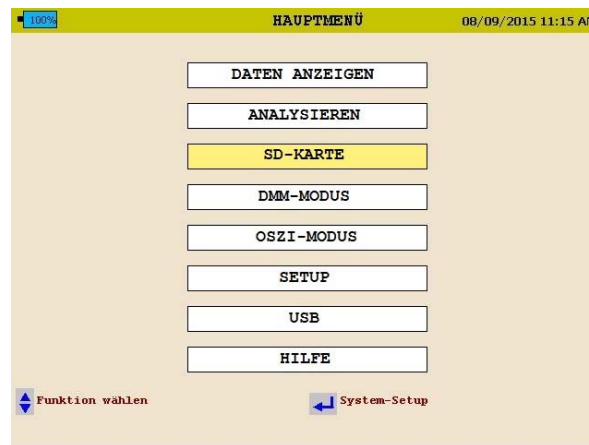 100%
HAUPTMENÜ
08/09/2015 11:15 AM
DATEN ANZEIGEN
ANALYSIEREN
SD-KARTE
DMM-MODUS
OSZI-MODUS
SETUP
USB
HILFE
Funktion wählen
System-Setup